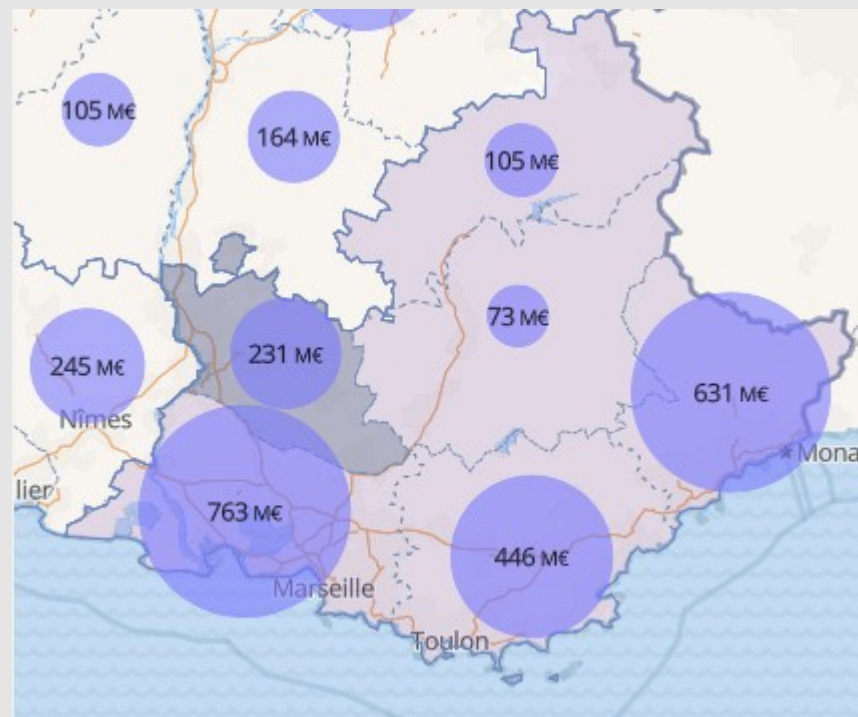 105 M€
164 M€
105 M€
73 M€
231 M€
245 M€
631 M€
Nîmes
Mona
lier
763 M€
446 M€
Marseille
Toulon